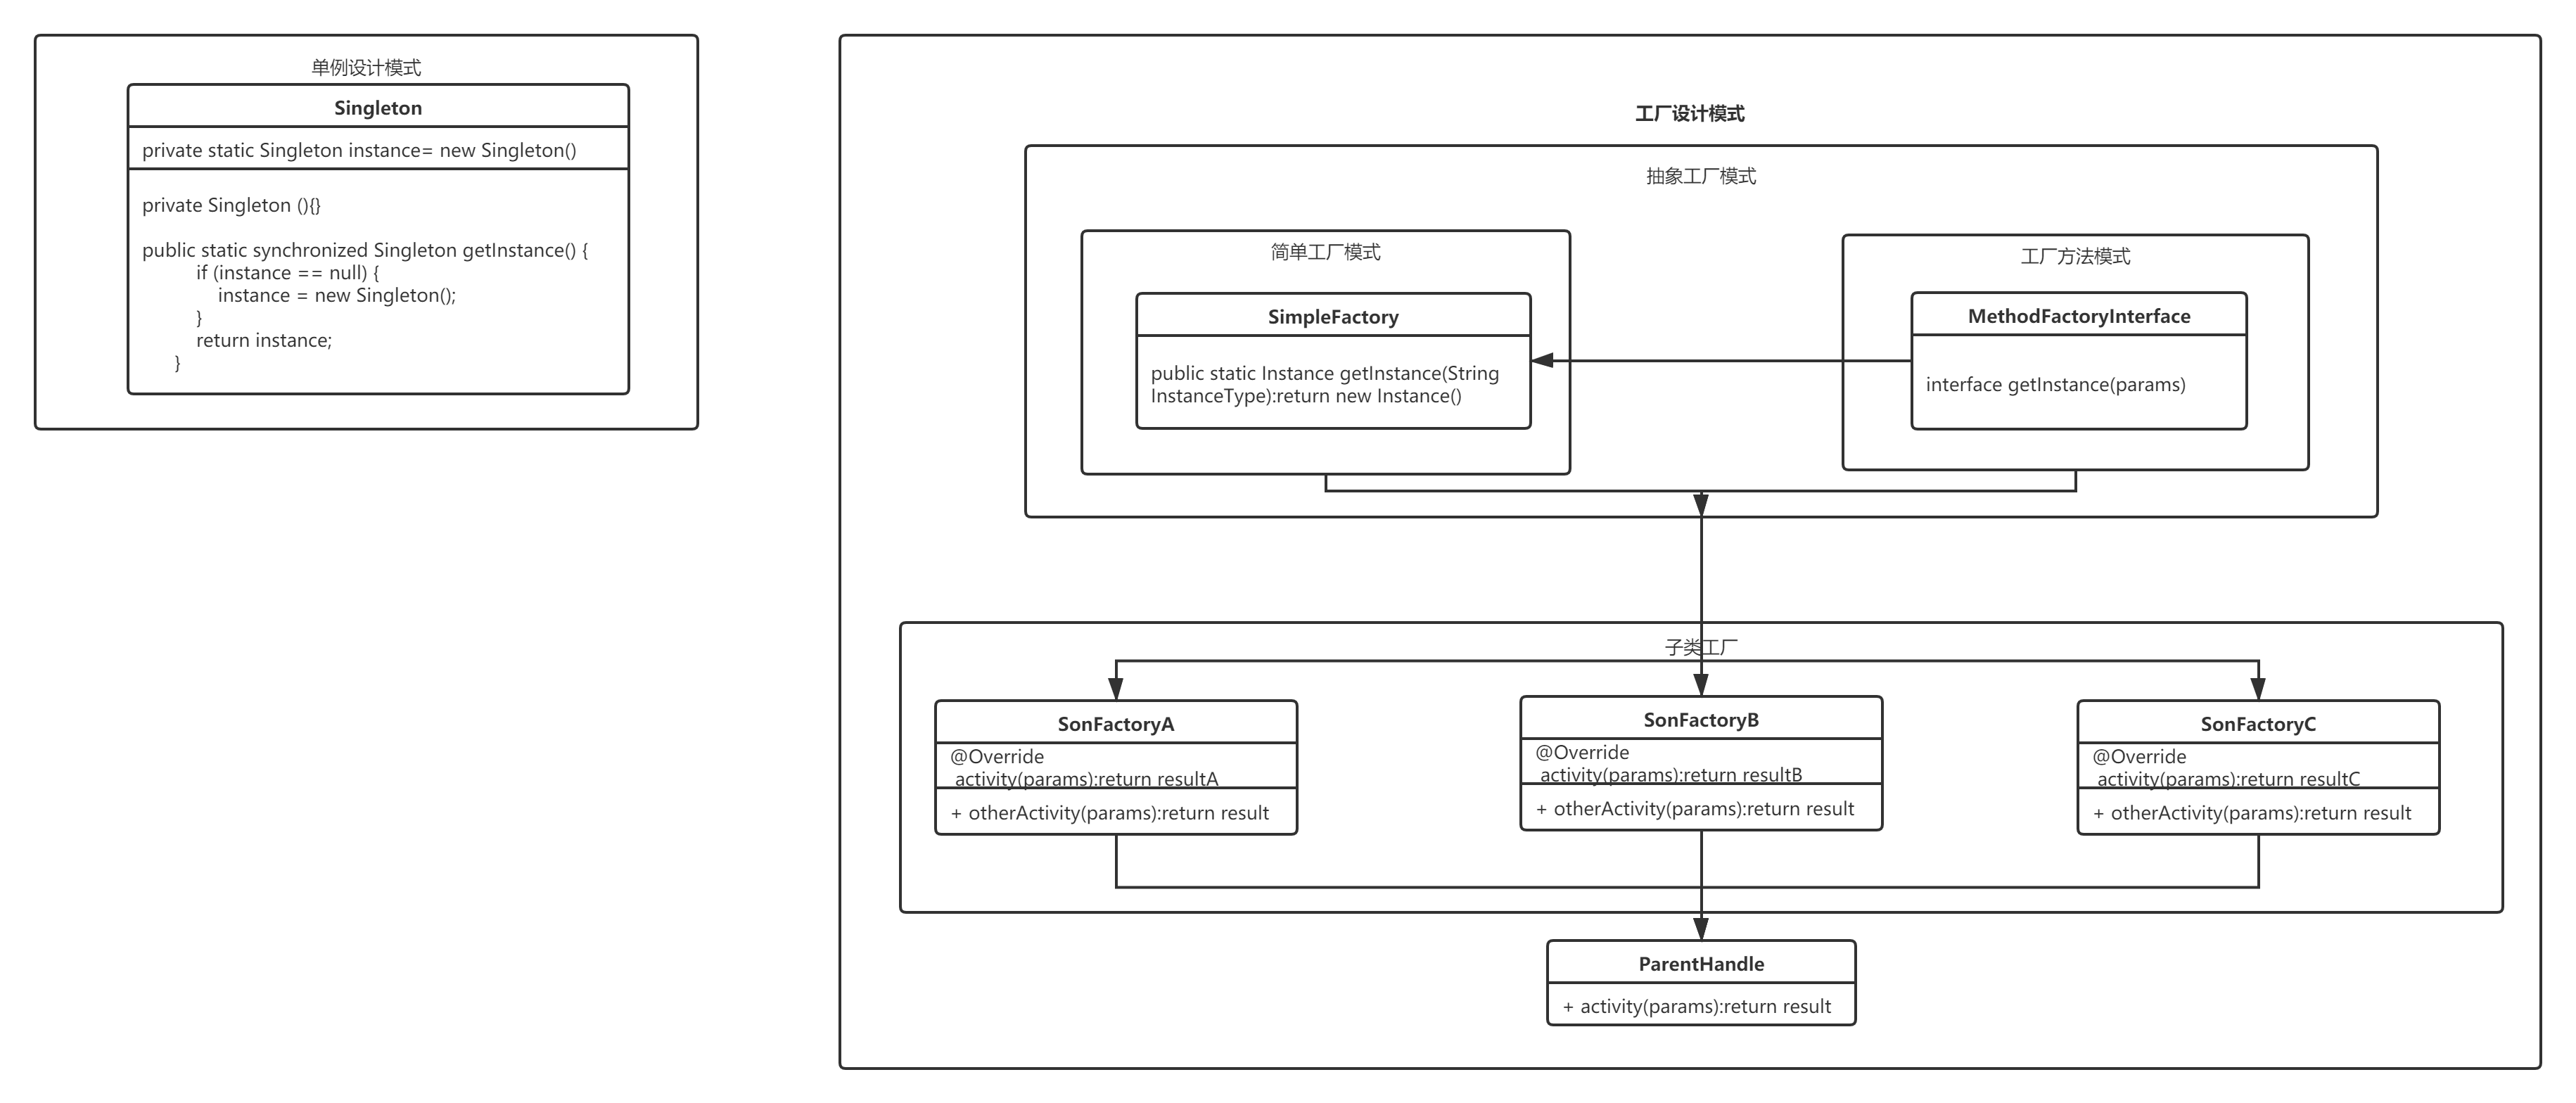 单例设计模式
Singleton
private static Singleton instance= new Singleton()
private Singleton (){}
public static synchronized Singleton getInstance() {
if (instance == null) {
instance = new Singleton();
}
return instance;
}
工厂设计模式
抽象工厂模式
简单工厂模式
SimpleFactory
public static Instance getInstance(String
InstanceType):return new Instance()
工厂方法模式
MethodFactoryInterface
interface getInstance(params)
子类工厂
SonFactoryA
@Override
activity(params):return resultA
+ otherActivity(params):return result
SonFactoryB
@Override
activity(params):return resultB
+ otherActivity(params):return result
SonFactoryC
@Override
activity(params):return resultC
+ otherActivity(params):return result
ParentHandle
+ activity(params):return result